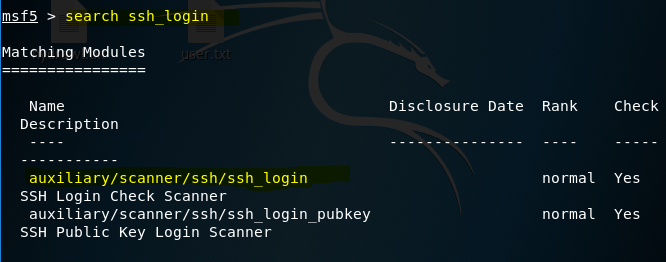 msf5 > search ssh_login
user.txt
Matching Modules
================
Name Disclosure Date Rank Check
Description
---- --------------- ---- -----
-----------
auxiliary/scanner/ssh/ssh_login normal Yes
SSH Login Check Scanner
auxiliary/scanner/ssh/ssh_login_pubkey normal Yes
SSH Public Key Login Scanner